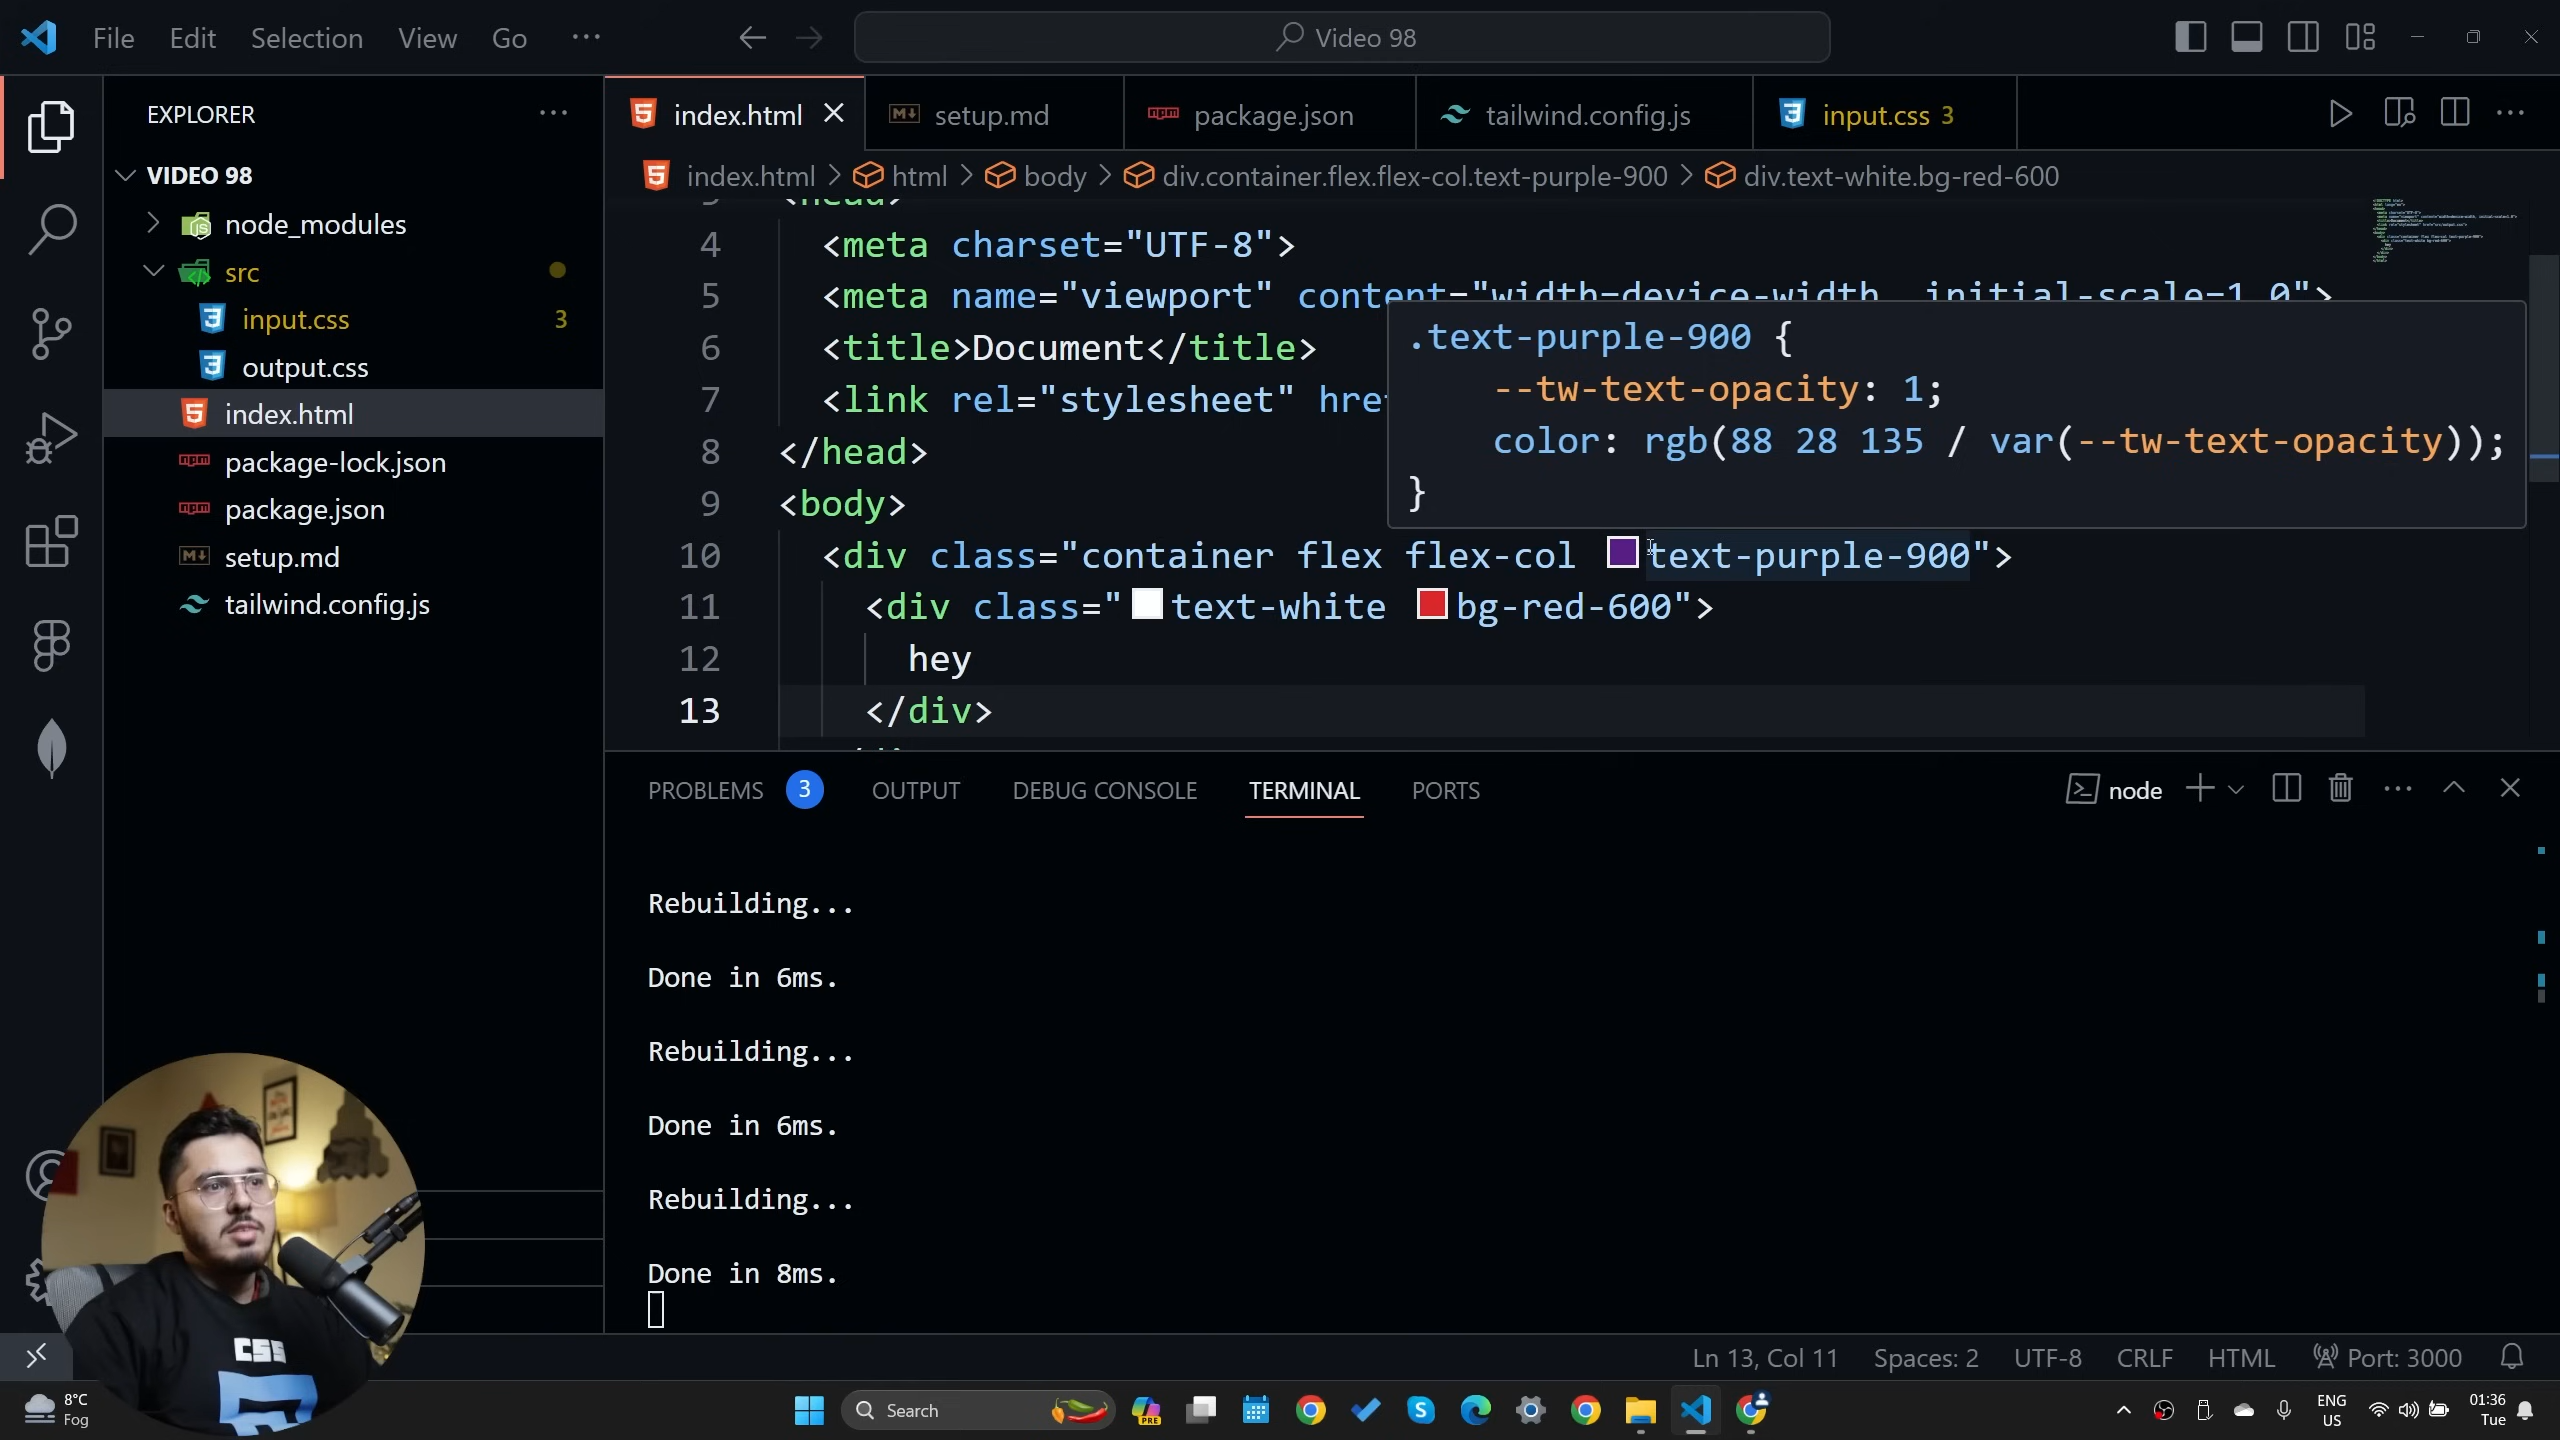 File Edit Selection View Go ...
Video 98
EXPLORER
VIDEO 98
node_modules
src
input.css 3
output.css
index.html
package-lock.json
package.json
setup.md
tailwind.config.js
index.html setup.md package.json tailwind.config.js input.css 3
index.html > html > body > div.container.flex.flex-col.text-purple-900 > div.text-white.bg-red-600
4 <meta charset="UTF-8">
5 <meta name="viewport" content="width=device-width, initial-scale=1.0">
6 <title>Document</title>
7 <link rel="stylesheet" hre
8 </head>
9 <body>
10 <div class="container flex flex-col text-purple-900">
11 <div class="text-white bg-red-600">
12 hey
13 </div>
.text-purple-900 {
--tw-text-opacity: 1;
color: rgb(88 28 135 / var(--tw-text-opacity));
}
PROBLEMS 3 OUTPUT DEBUG CONSOLE TERMINAL PORTS
node
Rebuilding...
Done in 6ms.
Rebuilding...
Done in 6ms.
Rebuilding...
Done in 8ms.
CSS
Ln 13, Col 11 Spaces: 2 UTF-8 CRLF HTML Port: 3000
8°C
Fog
Search
PRE
ENG
US
01:36
Tue